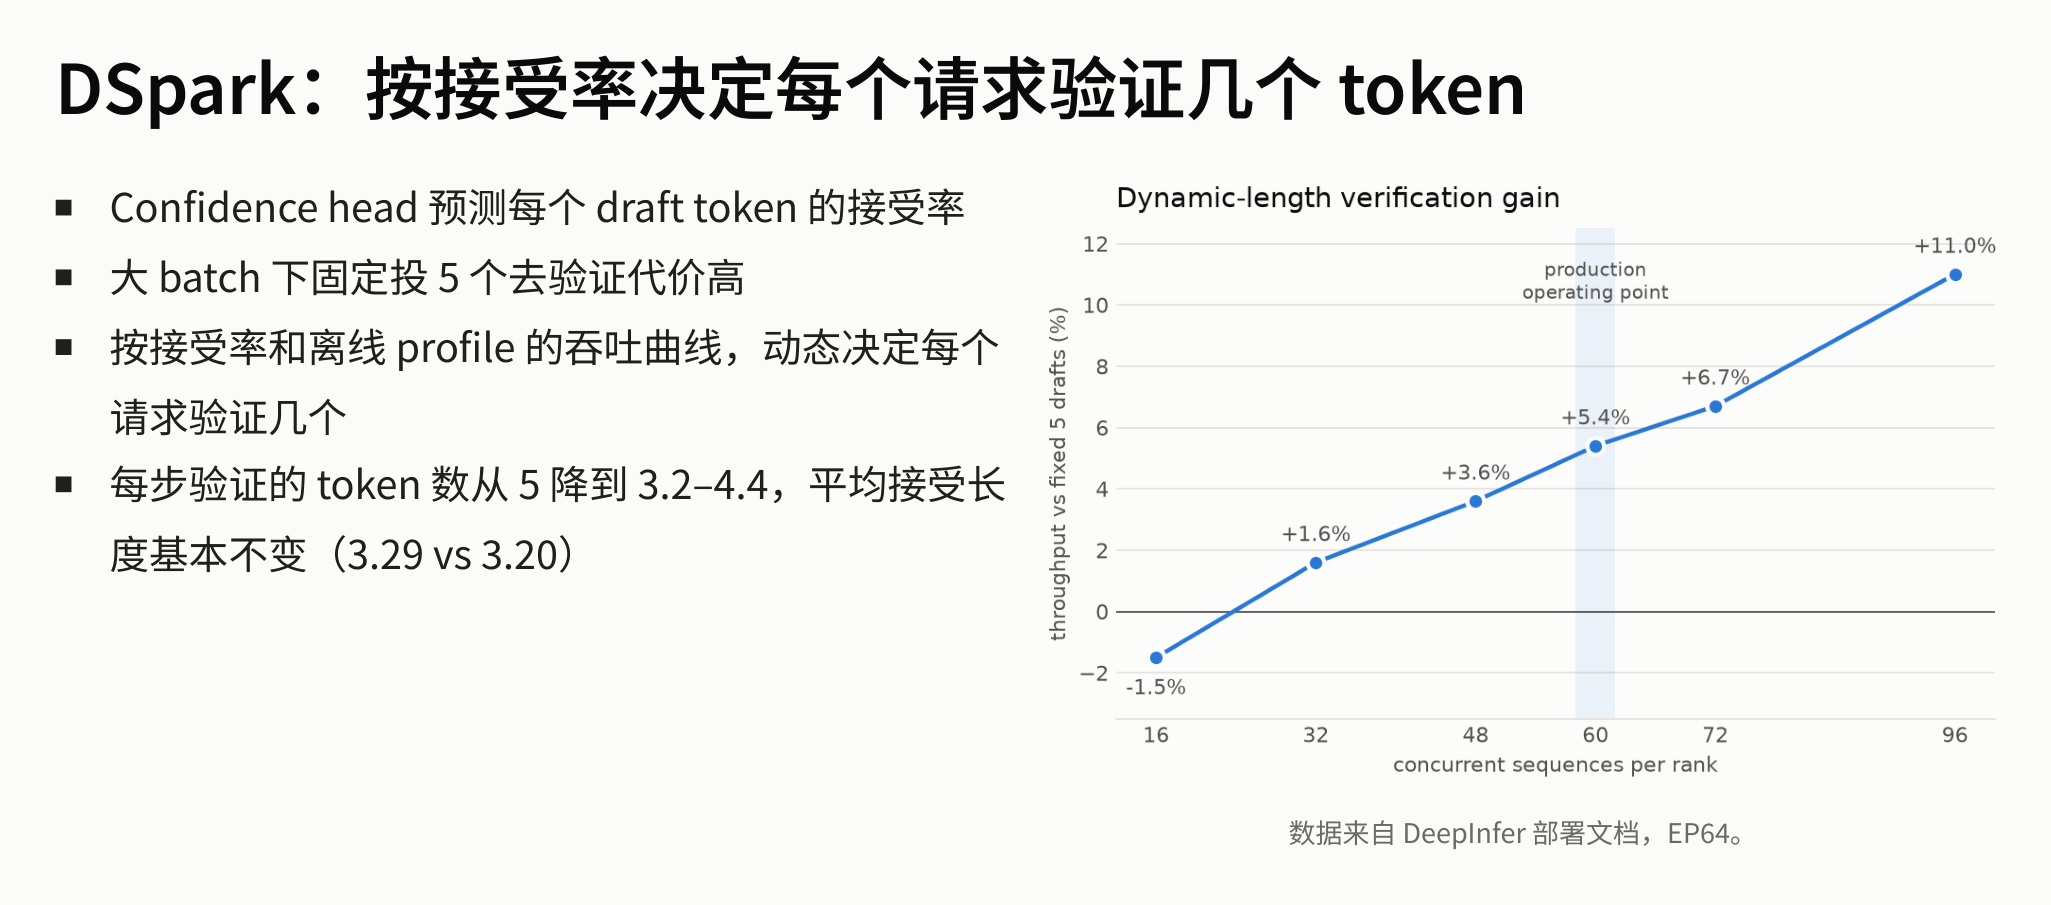 DSpark：按接受率决定每个请求验证几个 token
Confidence head 预测每个 draft token 的接受率
大 batch 下固定投 5 个去验证代价高
按接受率和离线 profile 的吞吐曲线，动态决定每个
请求验证几个
每步验证的 token 数从 5 降到 3.2–4.4，平均接受长
度基本不变（3.29 vs 3.20）
Dynamic-length verification gain
throughput vs fixed 5 drafts (%)
12
10
8
6
4
2
0
−2
production
operating point
-1.5%
+1.6%
+3.6%
+5.4%
+6.7%
+11.0%
16 32 48 60 72 96
concurrent sequences per rank
数据来自 DeepInfer 部署文档，EP64。